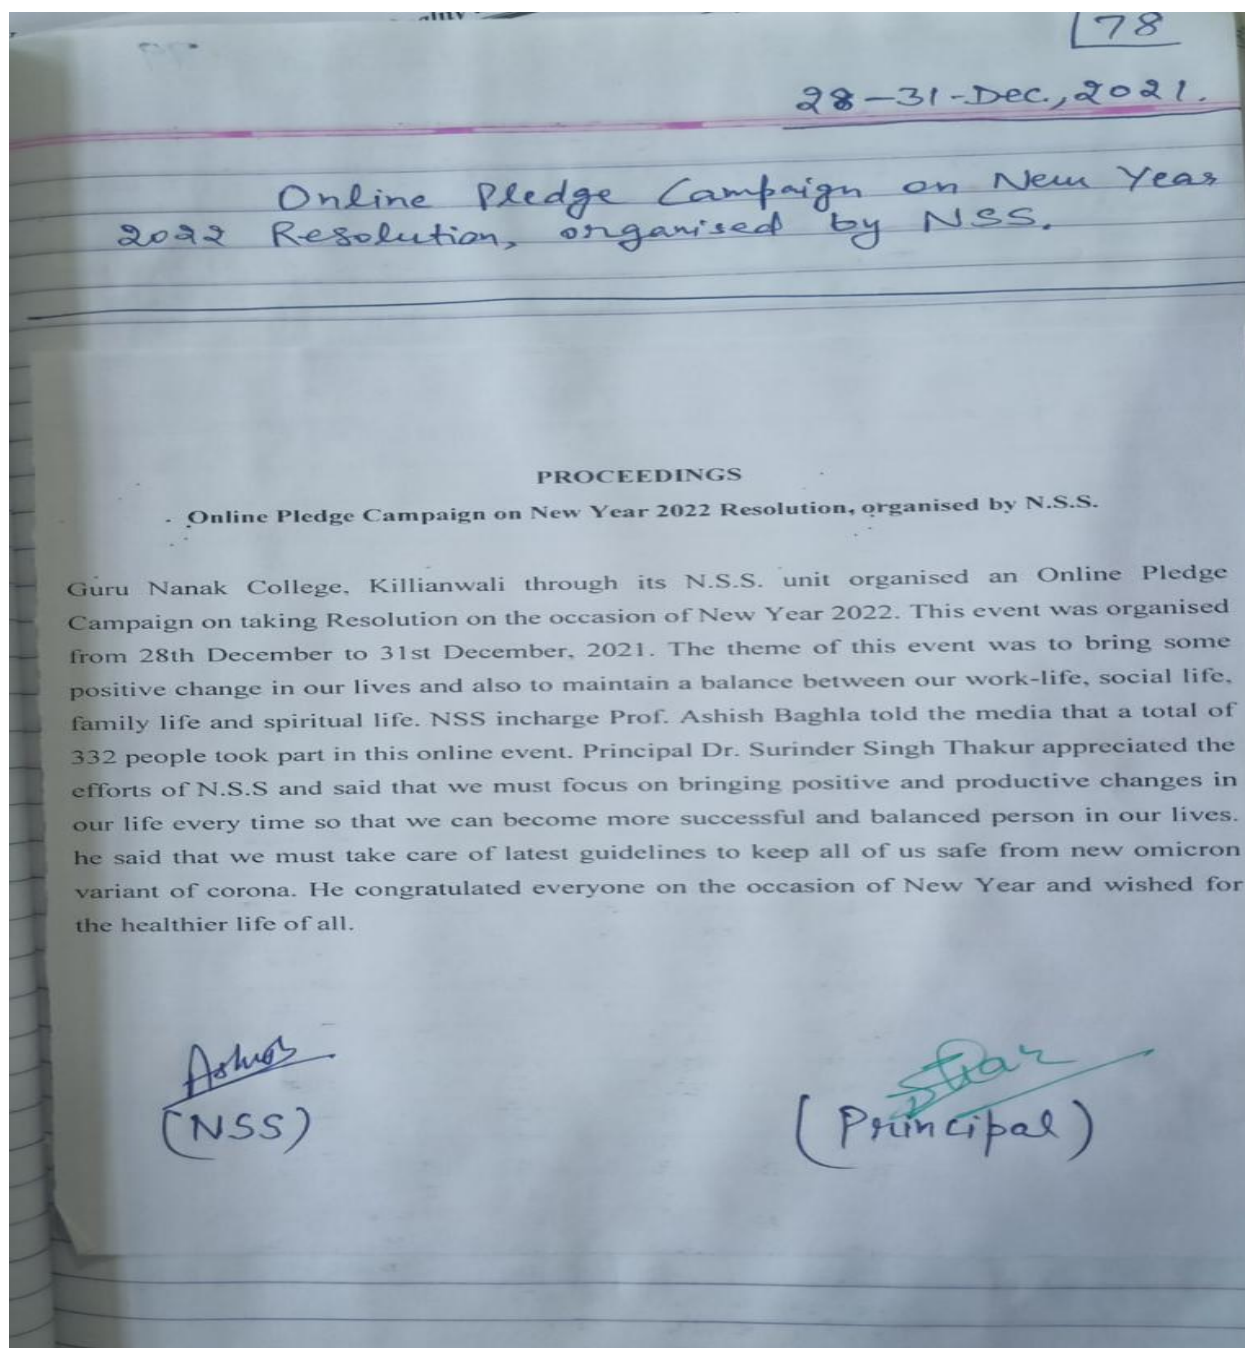 78
28-31-Dec., 2021.
Online Pledge Campaign on New Year
2022 Resolution, organised by NSS.
PROCEEDINGS
Online Pledge Campaign on New Year 2022 Resolution, organised by N.S.S.
Guru Nanak College, Killianwali through its N.S.S. unit organised an Online Pledge
Campaign on taking Resolution on the occasion of New Year 2022. This event was organised
from 28th December to 31st December, 2021. The theme of this event was to bring some
positive change in our lives and also to maintain a balance between our work-life, social life,
family life and spiritual life. NSS incharge Prof. Ashish Baghla told the media that a total of
332 people took part in this online event. Principal Dr. Surinder Singh Thakur appreciated the
efforts of N.S.S and said that we must focus on bringing positive and productive changes in
our life every time so that we can become more successful and balanced person in our lives.
he said that we must take care of latest guidelines to keep all of us safe from new omicron
variant of corona. He congratulated everyone on the occasion of New Year and wished for
the healthier life of all.
(NSS)
(Principal)